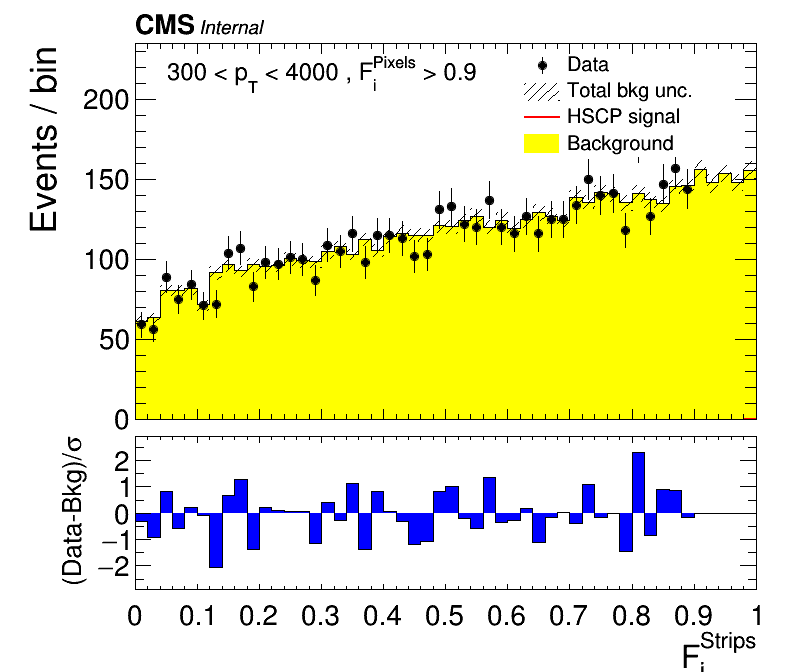 CMS Internal
300 < p_T < 4000 , F_i^Pixels > 0.9
Data
Total bkg unc.
HSCP signal
Background
Events / bin
200
150
100
50
0
(Data-Bkg)/σ
2
1
0
−1
−2
0 0.1 0.2 0.3 0.4 0.5 0.6 0.7 0.8 0.9 1
F_i^Strips